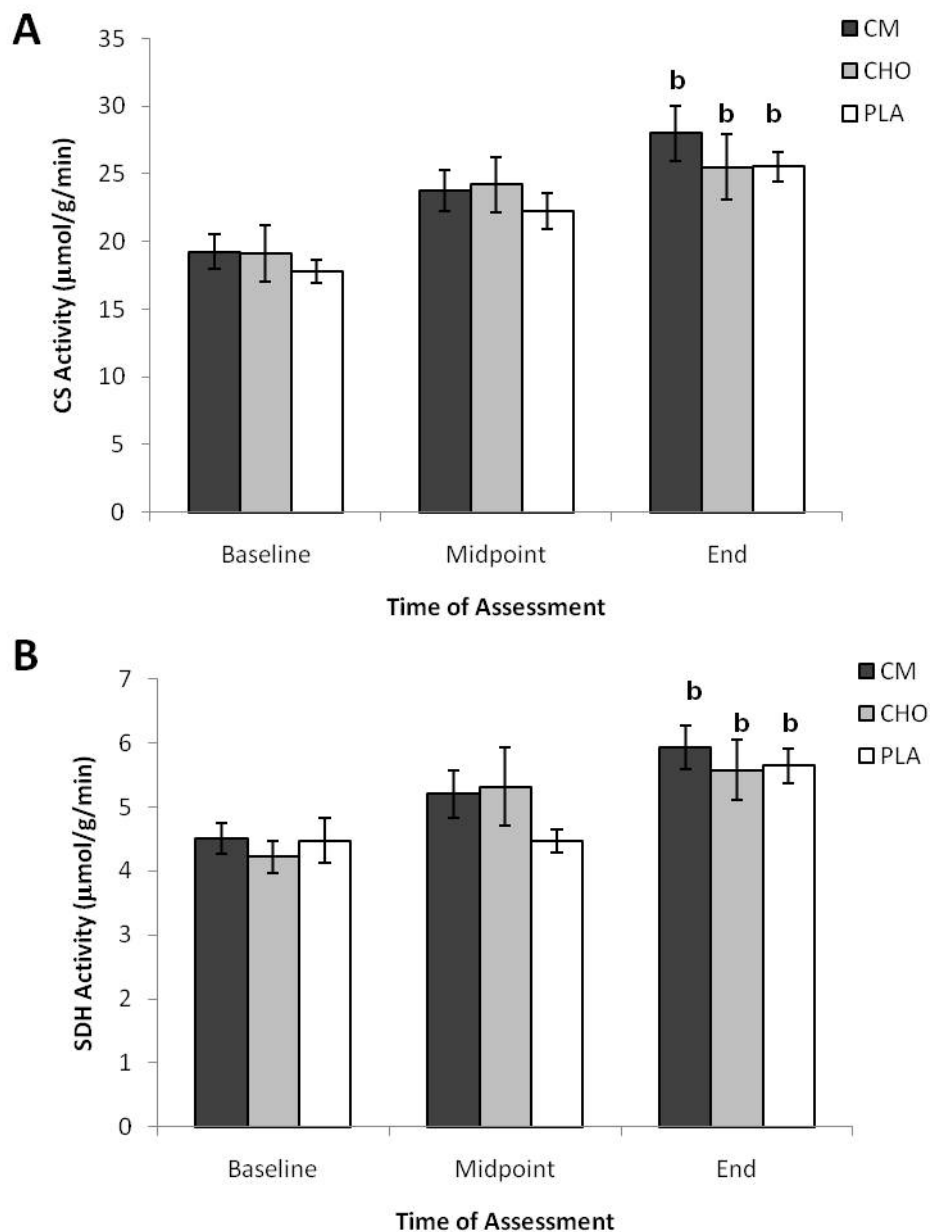 A
CM
CHO
PLA
35
30
25
20
15
10
5
0
CS Activity (µmol/g/min)
b
b
b
Baseline
Midpoint
End
Time of Assessment
B
CM
CHO
PLA
7
6
5
4
3
2
1
0
SDH Activity (µmol/g/min)
b
b
b
Baseline
Midpoint
End
Time of Assessment